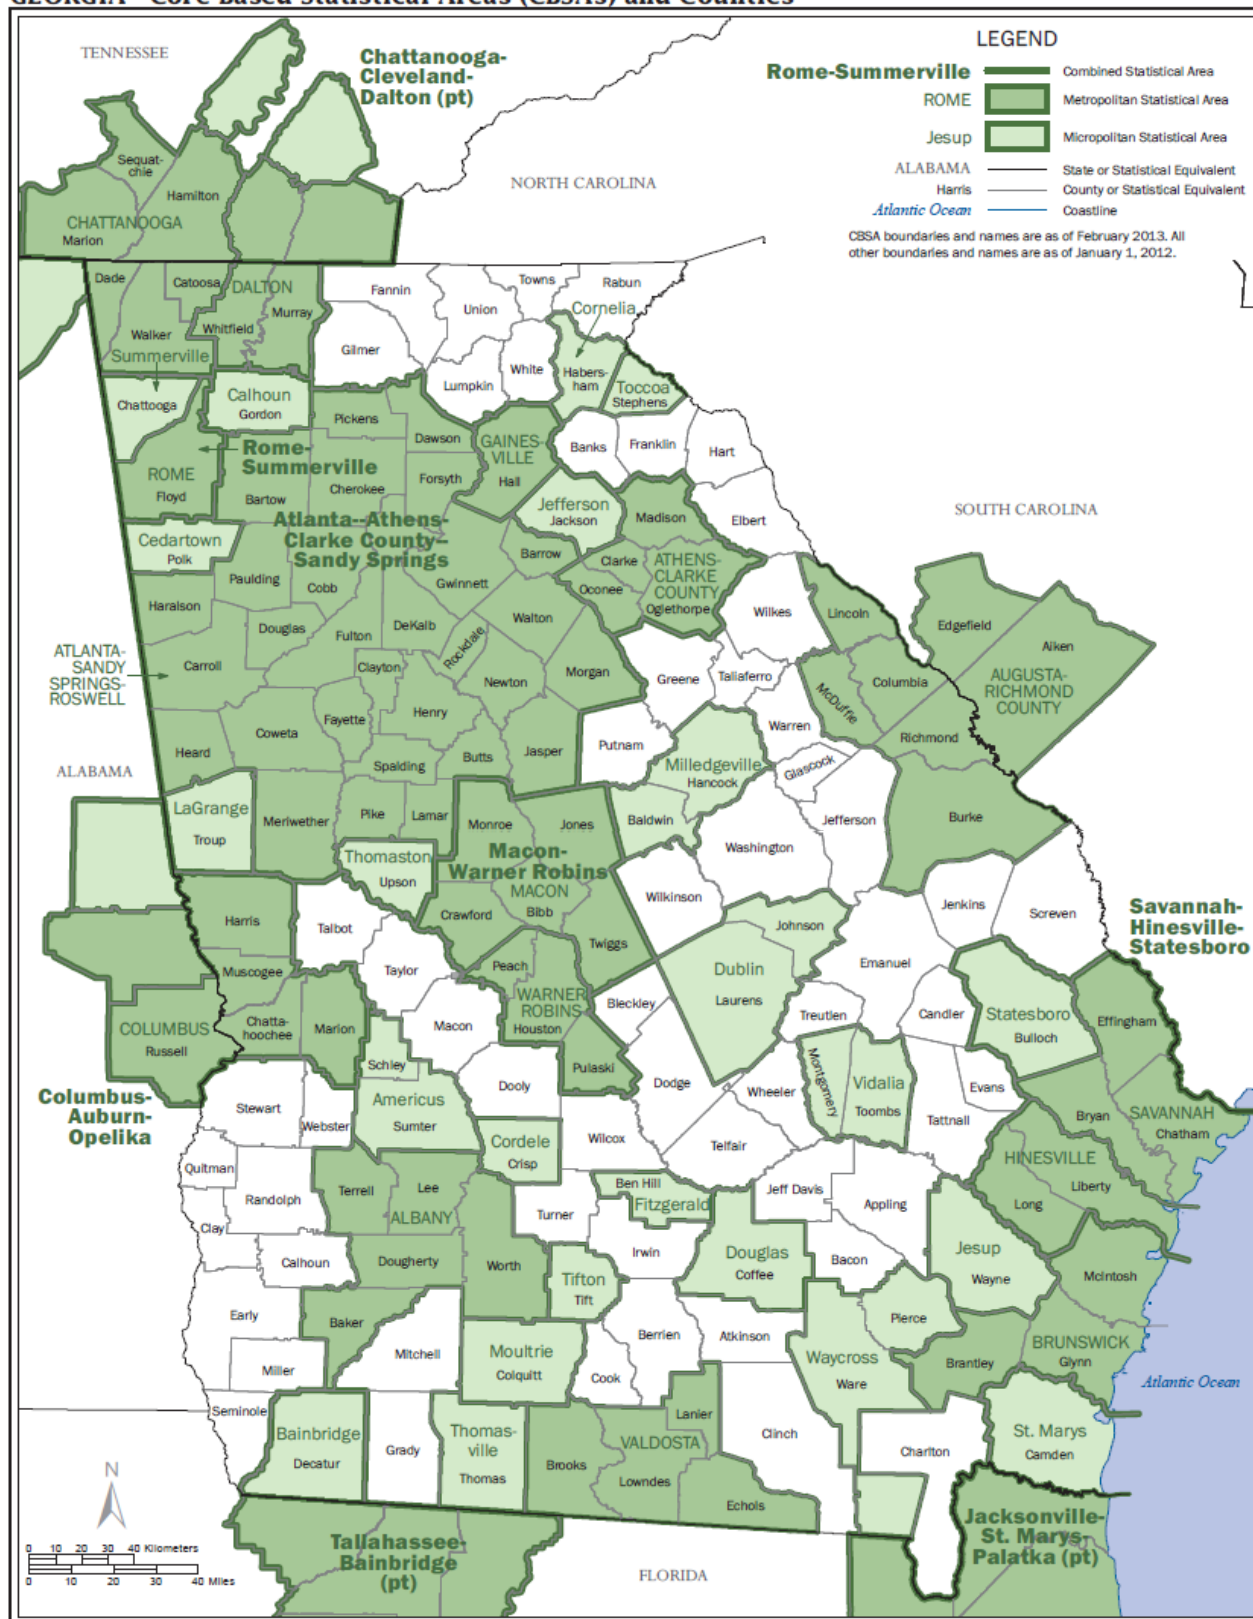 GEORGIA - Core Based Statistical Areas (CBSAs) and Counties
LEGEND
Rome-Summerville
Combined Statistical Area
ROME
Metropolitan Statistical Area
Jesup
Micropolitan Statistical Area
ALABAMA
State or Statistical Equivalent
Harris
County or Statistical Equivalent
Atlantic Ocean
Coastline
CBSA boundaries and names are as of February 2013. All
other boundaries and names are as of January 1, 2012.
TENNESSEE
Chattanooga-
Cleveland-
Dalton (pt)
NORTH CAROLINA
Sequat-
chie
Hamilton
CHATTANOOGA
Marion
Dade
Catoosa
DALTON
Murray
Whitfield
Walker
Summerville
Fannin
Union
Towns
Rabun
Cornelia
Gilmer
Lumpkin
White
Habers-
ham
Toccoa
Stephens
Chattooga
Calhoun
Gordon
Pickens
Dawson
GAINES-
VILLE
Hall
Banks
Franklin
Hart
ROME
Floyd
Rome-
Summerville
Bartow
Cherokee
Forsyth
Jefferson
Jackson
Madison
Elbert
SOUTH CAROLINA
Atlanta--Athens-
Clarke County--
Sandy Springs
Cedartown
Polk
Paulding
Cobb
Gwinnett
Barrow
Clarke
Oconee
ATHENS-
CLARKE
COUNTY
Oglethorpe
Wilkes
Lincoln
Edgefield
Aiken
Haralson
Douglas
Fulton
DeKalb
Rockdale
Walton
ATLANTA-
SANDY
SPRINGS-
ROSWELL
Carroll
Clayton
Newton
Morgan
Greene
Taliaferro
McDuffie
Columbia
AUGUSTA-
RICHMOND
COUNTY
Richmond
Warren
Heard
Coweta
Fayette
Henry
Spalding
Butts
Jasper
Putnam
Milledgeville
Hancock
Glascock
ALABAMA
LaGrange
Troup
Meriwether
Pike
Lamar
Monroe
Jones
Baldwin
Washington
Jefferson
Burke
Thomaston
Upson
Macon-
Warner Robins
MACON
Bibb
Crawford
Twiggs
Wilkinson
Johnson
Jenkins
Screven
Savannah-
Hinesville-
Statesboro
Harris
Talbot
Taylor
Muscogee
Peach
WARNER
ROBINS
Houston
Bleckley
Dublin
Laurens
Emanuel
Treutlen
Candler
Statesboro
Bulloch
Effingham
COLUMBUS
Russell
Chatta-
hoochee
Marion
Macon
Schley
Columbus-
Auburn-
Opelika
Stewart
Webster
Americus
Sumter
Dooly
Pulaski
Dodge
Wheeler
Montgomery
Vidalia
Toombs
Tattnall
Evans
Bryan
SAVANNAH
Chatham
Cordele
Crisp
Wilcox
Telfair
HINESVILLE
Liberty
Long
Quitman
Randolph
Terrell
Lee
ALBANY
Turner
Ben Hill
Fitzgerald
Jeff Davis
Appling
Clay
Calhoun
Dougherty
Worth
Tifton
Tift
Irwin
Douglas
Coffee
Bacon
Jesup
Wayne
McIntosh
Early
Baker
Mitchell
Miller
Moultrie
Colquitt
Berrien
Cook
Atkinson
Pierce
Waycross
Ware
Brantley
BRUNSWICK
Glynn
Atlantic Ocean
Seminole
Bainbridge
Decatur
Grady
Thomas-
ville
Thomas
Brooks
Lanier
VALDOSTA
Lowndes
Echols
Clinch
Charlton
St. Marys
Camden
Tallahassee-
Bainbridge
(pt)
Jacksonville-
St. Marys-
Palatka (pt)
FLORIDA
N
0 10 20 30 40 Kilometers
0 10 20 30 40 Miles